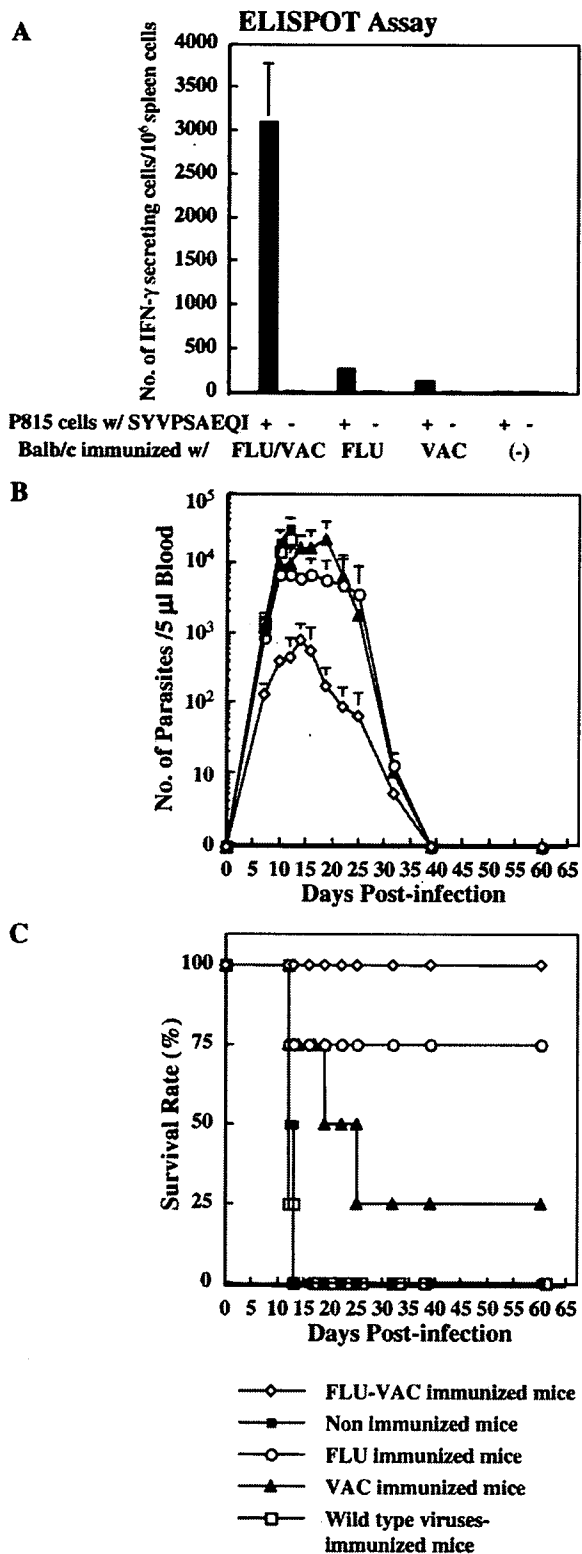 A
ELISPOT Assay
No. of IFN-γ secreting cells/10⁶ spleen cells
4000
3500
3000
2500
2000
1500
1000
500
0
P815 cells w/ SYVPSAEQI + - + - + - + -
Balb/c immunized w/ FLU/VAC FLU VAC (-)
B
No. of Parasites /5 μl Blood
10⁵
10⁴
10³
10²
10
0
0 5 10 15 20 25 30 35 40 45 50 55 60 65
Days Post-infection
C
Survival Rate (%)
100
75
50
25
0
0 5 10 15 20 25 30 35 40 45 50 55 60 65
Days Post-infection
FLU-VAC immunized mice
Non immunized mice
FLU immunized mice
VAC immunized mice
Wild type viruses-
immunized mice